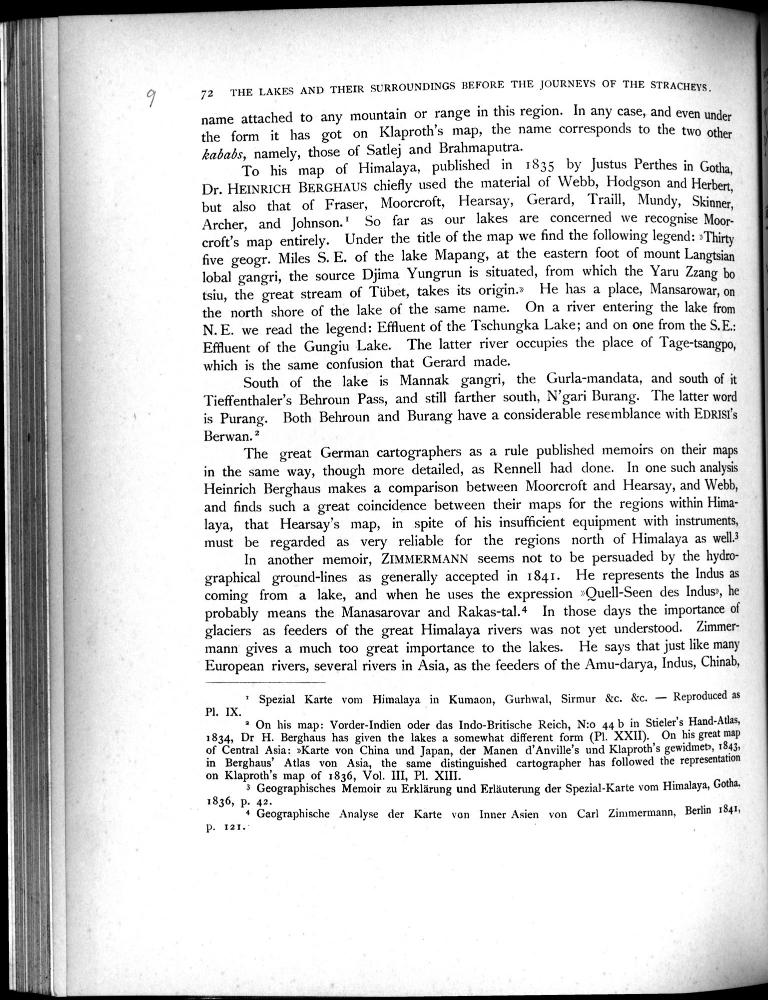 9
72 THE LAKES AND THEIR SURROUNDINGS BEFORE THE JOURNEYS OF THE STRACHEYS.
name attached to any mountain or range in this region. In any case, and even under
the form it has got on Klaproth's map, the name corresponds to the two other
kababs, namely, those of Satlej and Brahmaputra.
To his map of Himalaya, published in 1835 by Justus Perthes in Gotha,
Dr. HEINRICH BERGHAUS chiefly used the material of Webb, Hodgson and Herbert,
but also that of Fraser, Moorcroft, Hearsay, Gerard, Traill, Mundy, Skinner,
Archer, and Johnson.¹ So far as our lakes are concerned we recognise Moor-
croft's map entirely. Under the title of the map we find the following legend: »Thirty
five geogr. Miles S. E. of the lake Mapang, at the eastern foot of mount Langtsian
lobal gangri, the source Djima Yungrun is situated, from which the Yaru Zzang bo
tsiu, the great stream of Tübet, takes its origin.» He has a place, Mansarowar, on
the north shore of the lake of the same name. On a river entering the lake from
N. E. we read the legend: Effluent of the Tschungka Lake; and on one from the S. E.:
Effluent of the Gungiu Lake. The latter river occupies the place of Tage-tsangpo,
which is the same confusion that Gerard made.
South of the lake is Mannak gangri, the Gurla-mandata, and south of it
Tieffenthaler's Behroun Pass, and still farther south, N'gari Burang. The latter word
is Purang. Both Behroun and Burang have a considerable resemblance with EDRISI's
Berwan.²
The great German cartographers as a rule published memoirs on their maps
in the same way, though more detailed, as Rennell had done. In one such analysis
Heinrich Berghaus makes a comparison between Moorcroft and Hearsay, and Webb,
and finds such a great coincidence between their maps for the regions within Hima-
laya, that Hearsay's map, in spite of his insufficient equipment with instruments,
must be regarded as very reliable for the regions north of Himalaya as well.³
In another memoir, ZIMMERMANN seems not to be persuaded by the hydro-
graphical ground-lines as generally accepted in 1841. He represents the Indus as
coming from a lake, and when he uses the expression »Quell-Seen des Indus», he
probably means the Manasarovar and Rakas-tal.⁴ In those days the importance of
glaciers as feeders of the great Himalaya rivers was not yet understood. Zimmer-
mann gives a much too great importance to the lakes. He says that just like many
European rivers, several rivers in Asia, as the feeders of the Amu-darya, Indus, Chinab,
¹ Spezial Karte vom Himalaya in Kumaon, Gurhwal, Sirmur &c. &c. — Reproduced as
Pl. IX.
² On his map: Vorder-Indien oder das Indo-Britische Reich, N:o 44 b in Stieler's Hand-Atlas,
1834, Dr H. Berghaus has given the lakes a somewhat different form (Pl. XXII). On his great map
of Central Asia: »Karte von China und Japan, der Manen d'Anville's und Klaproth's gewidmet», 1843,
in Berghaus' Atlas von Asia, the same distinguished cartographer has followed the representation
on Klaproth's map of 1836, Vol. III, Pl. XIII.
³ Geographisches Memoir zu Erklärung und Erläuterung der Spezial-Karte vom Himalaya, Gotha,
1836, p. 42.
⁴ Geographische Analyse der Karte von Inner Asien von Carl Zimmermann, Berlin 1841,
p. 121.